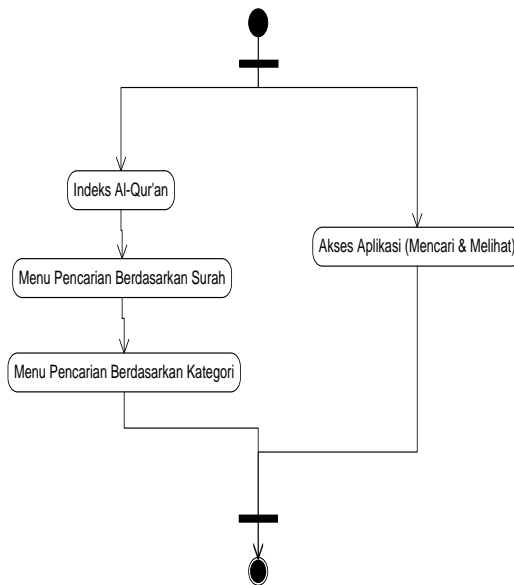 Indeks Al-Qur'an
Akses Aplikasi (Mencari & Melihat)
Menu Pencarian Berdasarkan Surah
Menu Pencarian Berdasarkan Kategori